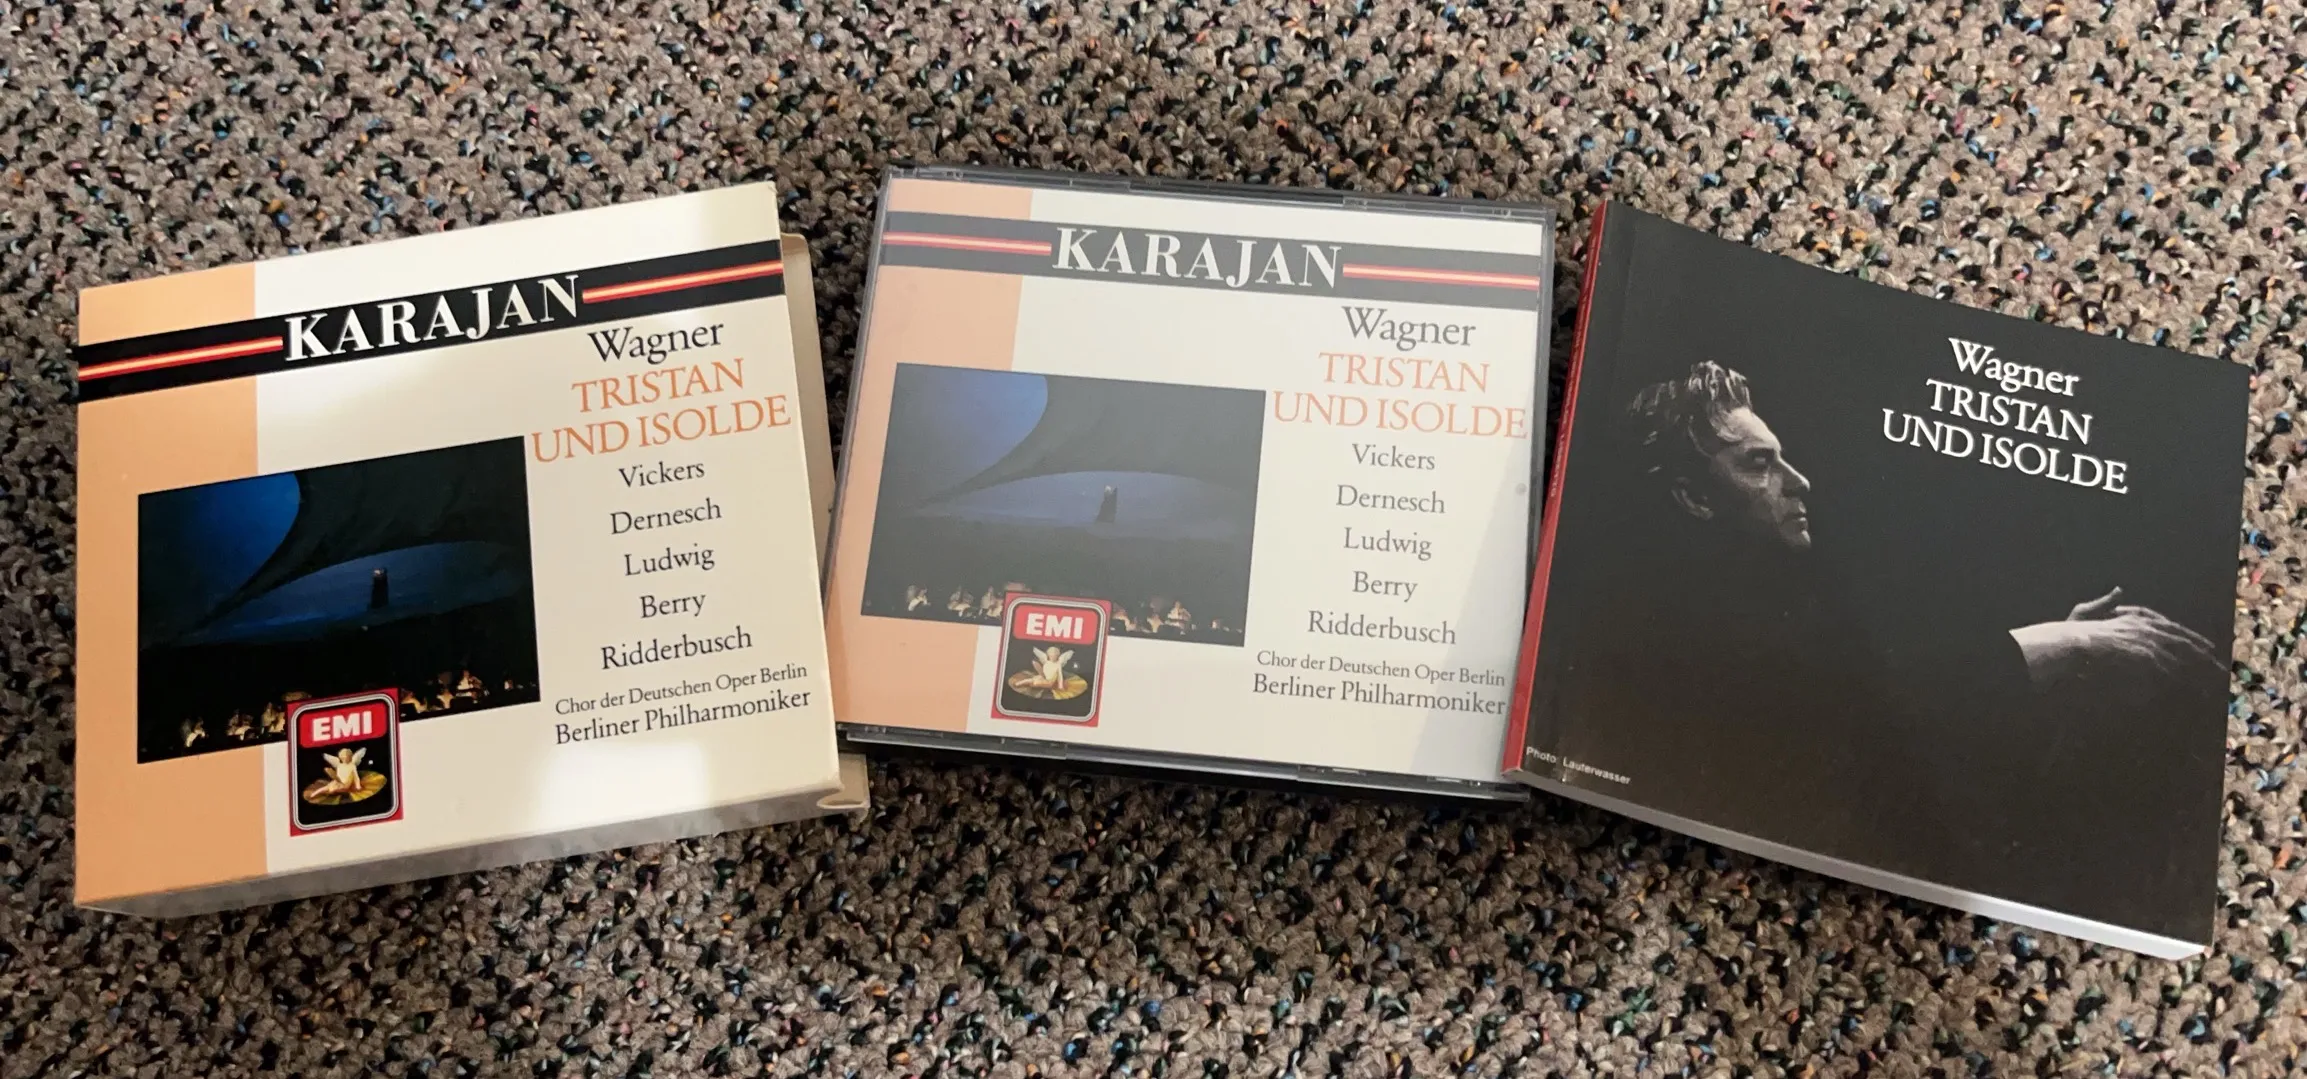 KARAJAN
Wagner
TRISTAN
UND ISOLDE
Vickers
Dernesch
Ludwig
Berry
Ridderbusch
Chor der Deutschen Oper Berlin
Berliner Philharmoniker
EMI
KARAJAN
Wagner
TRISTAN
UND ISOLDE
Vickers
Dernesch
Ludwig
Berry
Ridderbusch
Chor der Deutschen Oper Berlin
Berliner Philharmoniker
EMI
Wagner
TRISTAN
UND ISOLDE
Photo: Lauterwasser